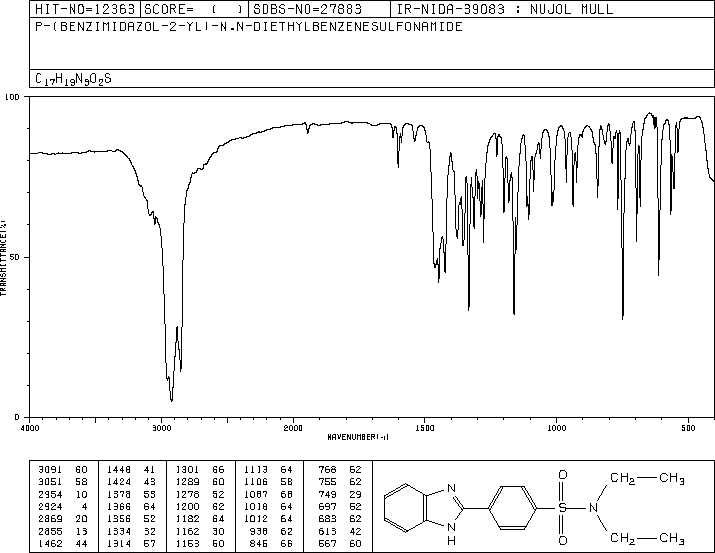 HIT-NO=12363 SCORE= ( ) SDBS-NO=27883 IR-NIDA-39083 : NUJOL MULL
P-(BENZIMIDAZOL-2-YL)-N,N-DIETHYLBENZENESULFONAMIDE
C17H19N3O2S
100
50
0
TRANSMITTANCE(%)
4000 3000 2000 1500 1000 500
WAVENUMBER(-1)
3091 60 1448 41 1301 66 1113 64 768 52
3051 58 1424 43 1289 60 1106 58 755 62
2954 10 1378 55 1278 52 1087 68 749 29
2924 4 1366 64 1200 62 1018 64 697 52
2869 20 1356 52 1182 64 1012 64 683 62
2855 13 1334 32 1162 30 938 62 613 42
1462 44 1314 57 1153 50 846 66 567 60
O
N
CH2—CH3
S—N
N
H
O
CH2—CH3